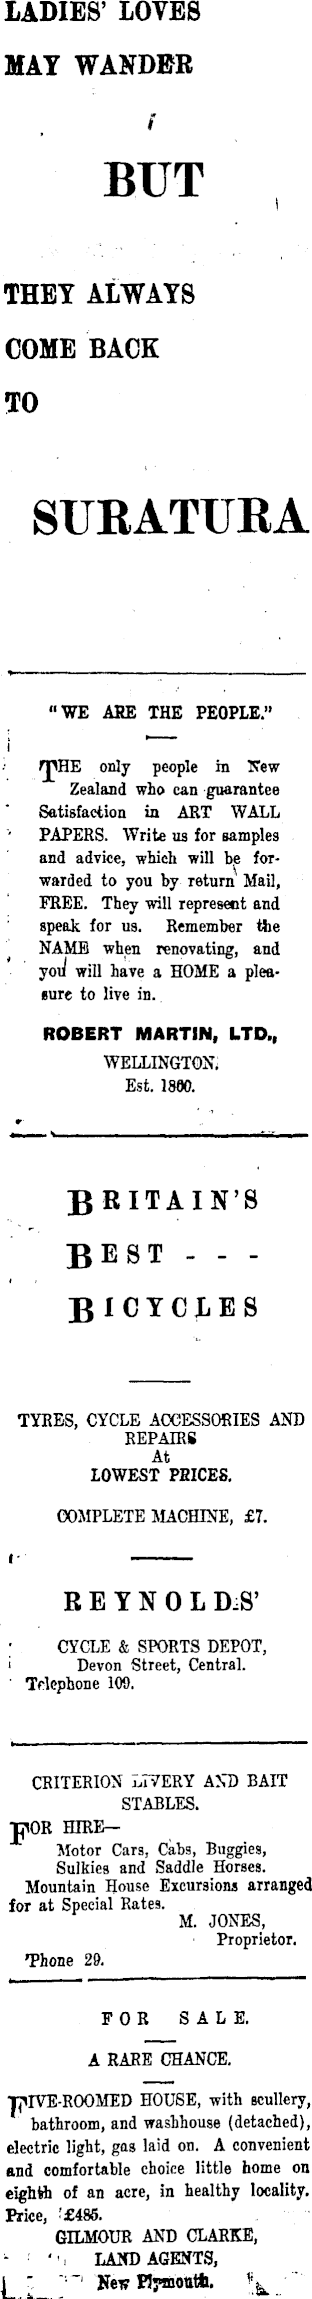 LADIES' LOVES
MAY WANDER
BUT
THEY ALWAYS
COME BACK
TO
SURATURA
"WE ARE THE PEOPLE."
THE only people in New
Zealand who can guarantee
Satisfaction in ART WALL
PAPERS. Write us for samples
and advice, which will be for-
warded to you by return Mail,
FREE. They will represent and
speak for us. Remember the
NAME when renovating, and
you will have a HOME a plea-
sure to live in.
ROBERT MARTIN, LTD.,
WELLINGTON.
Est. 1860.
BRITAIN'S
BEST - - -
BICYCLES
TYRES, CYCLE ACCESSORIES AND
REPAIRS
At
LOWEST PRICES.
COMPLETE MACHINE, £7.
REYNOLDS'
CYCLE & SPORTS DEPOT,
Devon Street, Central.
Telephone 109.
CRITERION LIVERY AND BAIT
STABLES.
FOR HIRE—
Motor Cars, Cabs, Buggies,
Sulkies and Saddle Horses.
Mountain House Excursions arranged
for at Special Rates.
M. JONES,
Proprietor.
'Phone 29.
FOR SALE.
A RARE CHANCE.
FIVE-ROOMED HOUSE, with scullery,
bathroom, and washhouse (detached),
electric light, gas laid on. A convenient
and comfortable choice little home on
eighth of an acre, in healthy locality.
Price, £485.
GILMOUR AND CLARKE,
LAND AGENTS,
New Plymouth.